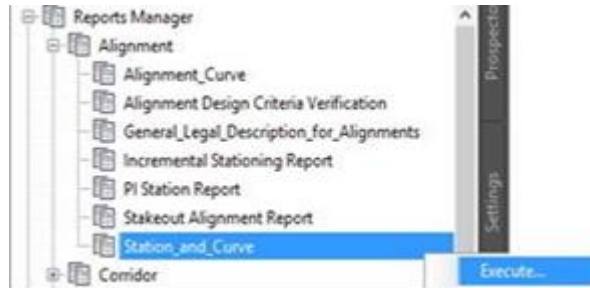 Reports Manager
Alignment
Alignment_Curve
Alignment Design Criteria Verification
General_Legal_Description_for_Alignments
Incremental Stationing Report
PI Station Report
Stakeout Alignment Report
Station_and_Curve
Corridor
Execute...
Prospector
Settings